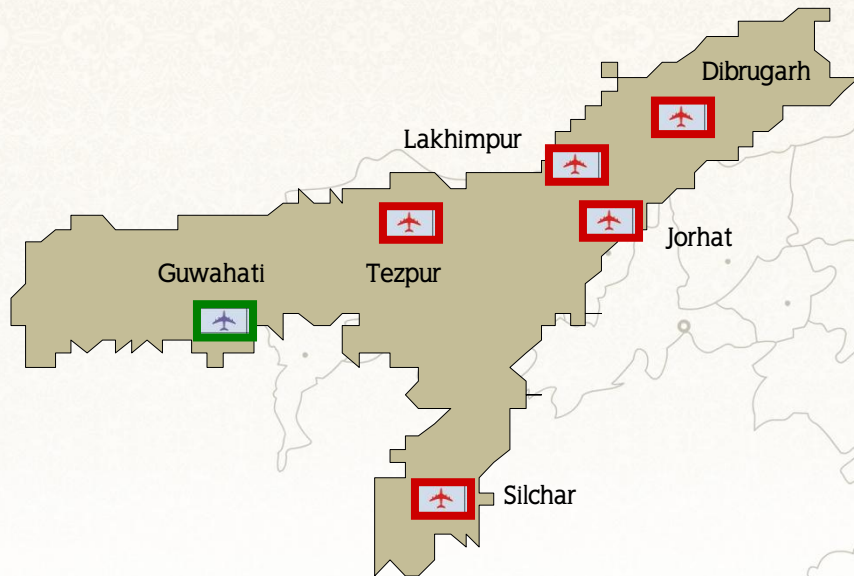 Dibrugarh
Lakhimpur
Jorhat
Guwahati
Tezpur
Silchar